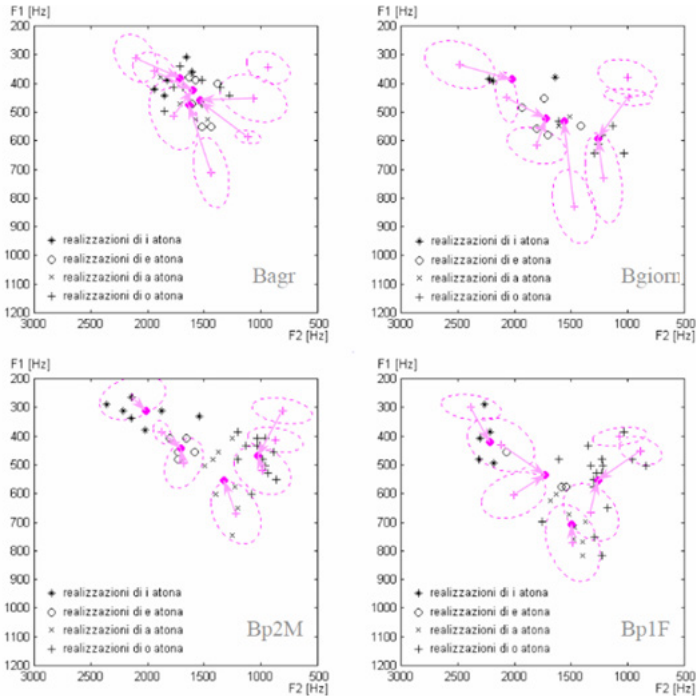 F1 [Hz]
200
300
400
500
600
700
800
900
1000
1100
1200
* realizzazioni di i atona
○ realizzazioni di e atona
× realizzazioni di a atona
+ realizzazioni di o atona
Bagr
3000 2500 2000 1500 1000 500
F2 [Hz]
F1 [Hz]
200
300
400
500
600
700
800
900
1000
1100
1200
* realizzazioni di i atona
○ realizzazioni di e atona
× realizzazioni di a atona
+ realizzazioni di o atona
Bgiorn
3000 2500 2000 1500 1000 500
F2 [Hz]
F1 [Hz]
200
300
400
500
600
700
800
900
1000
1100
1200
* realizzazioni di i atona
○ realizzazioni di e atona
× realizzazioni di a atona
+ realizzazioni di o atona
Bp2M
3000 2500 2000 1500 1000 500
F2 [Hz]
F1 [Hz]
200
300
400
500
600
700
800
900
1000
1100
1200
* realizzazioni di i atona
○ realizzazioni di e atona
× realizzazioni di a atona
+ realizzazioni di o atona
Bp1F
3000 2500 2000 1500 1000 500
F2 [Hz]